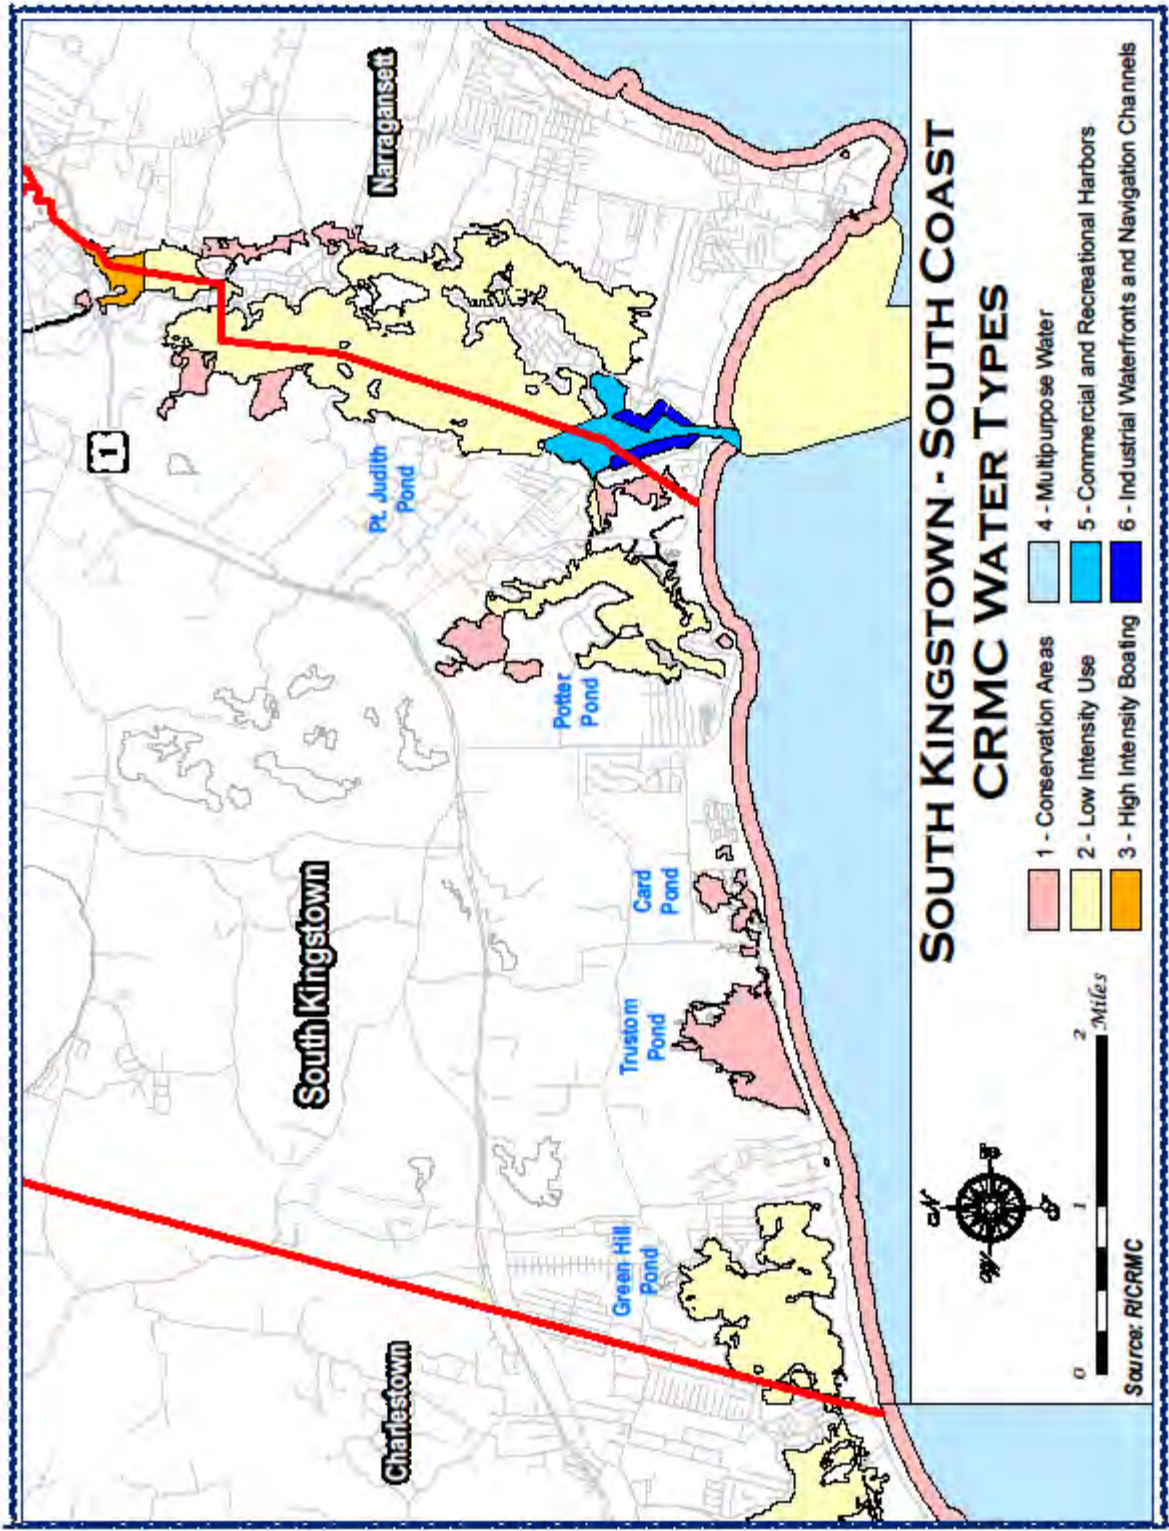 Narragansett
1
Pt. Judith
Pond
Potter
Pond
South Kingstown
Card
Pond
Trustom
Pond
Green Hill
Pond
Charlestown
SOUTH KINGSTOWN - SOUTH COAST
CRMC WATER TYPES
1 - Conservation Areas
2 - Low Intensity Use
3 - High Intensity Boating
4 - Multipurpose Water
5 - Commercial and Recreational Harbors
6 - Industrial Waterfronts and Navigation Channels
N
W
E
S
0 1 2
Miles
Source: RICRMC